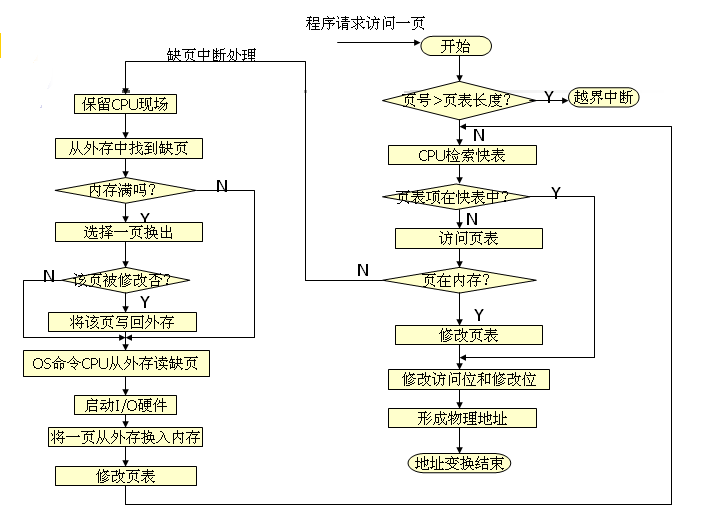 程序请求访问一页
开始
页号>页表长度?
Y
越界中断
N
CPU检索快表
页表项在快表中?
Y
N
访问页表
页在内存?
N
Y
修改页表
修改访问位和修改位
形成物理地址
地址变换结束
缺页中断处理
保留CPU现场
从外存中找到缺页
内存满吗?
N
Y
选择一页换出
该页被修改否?
N
Y
将该页写回外存
OS命令CPU从外存读缺页
启动I/O硬件
将一页从外存换入内存
修改页表